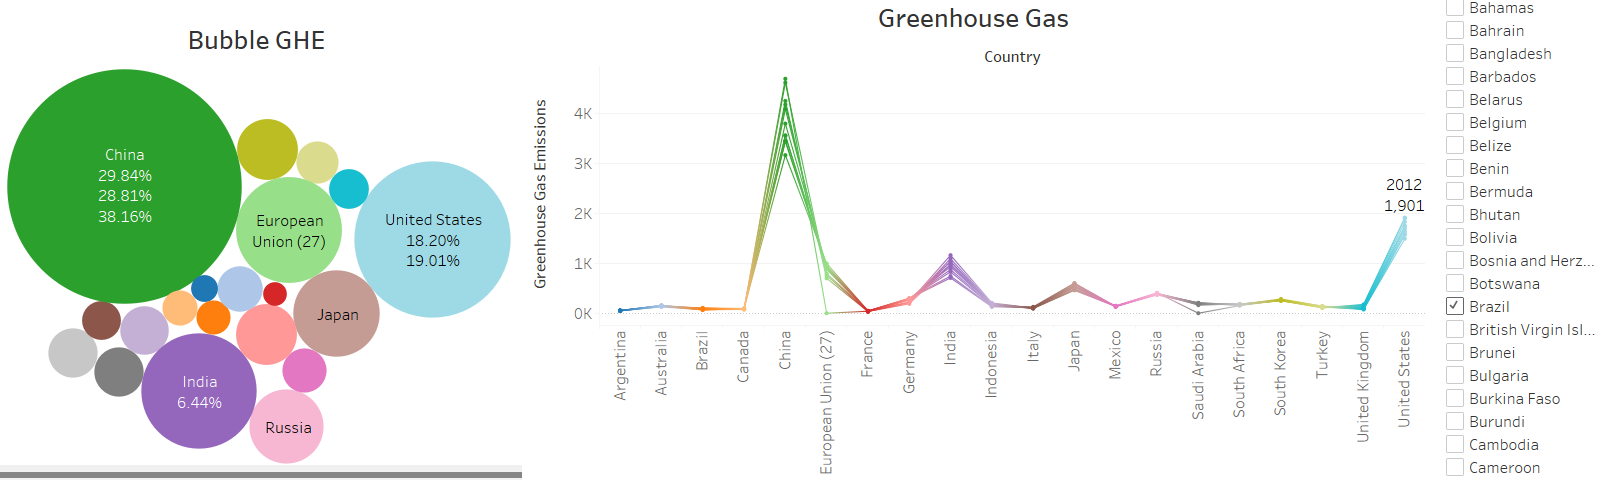 Bubble GHE
China
29.84%
28.81%
38.16%
European
Union (27)
United States
18.20%
19.01%
Japan
India
6.44%
Russia
Greenhouse Gas
Country
Greenhouse Gas Emissions
4K
3K
2K
1K
0K
2012
1,901
Argentina
Australia
Brazil
Canada
China
European Union (27)
France
Germany
India
Indonesia
Italy
Japan
Mexico
Russia
Saudi Arabia
South Africa
South Korea
Turkey
United Kingdom
United States
Bahamas
Bahrain
Bangladesh
Barbados
Belarus
Belgium
Belize
Benin
Bermuda
Bhutan
Bolivia
Bosnia and Herz...
Botswana
Brazil
British Virgin Isl...
Brunei
Bulgaria
Burkina Faso
Burundi
Cambodia
Cameroon